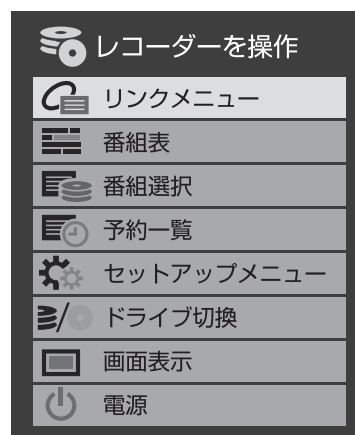 レコーダーを操作
リンクメニュー
番組表
番組選択
予約一覧
セットアップメニュー
ドライブ切換
画面表示
電源